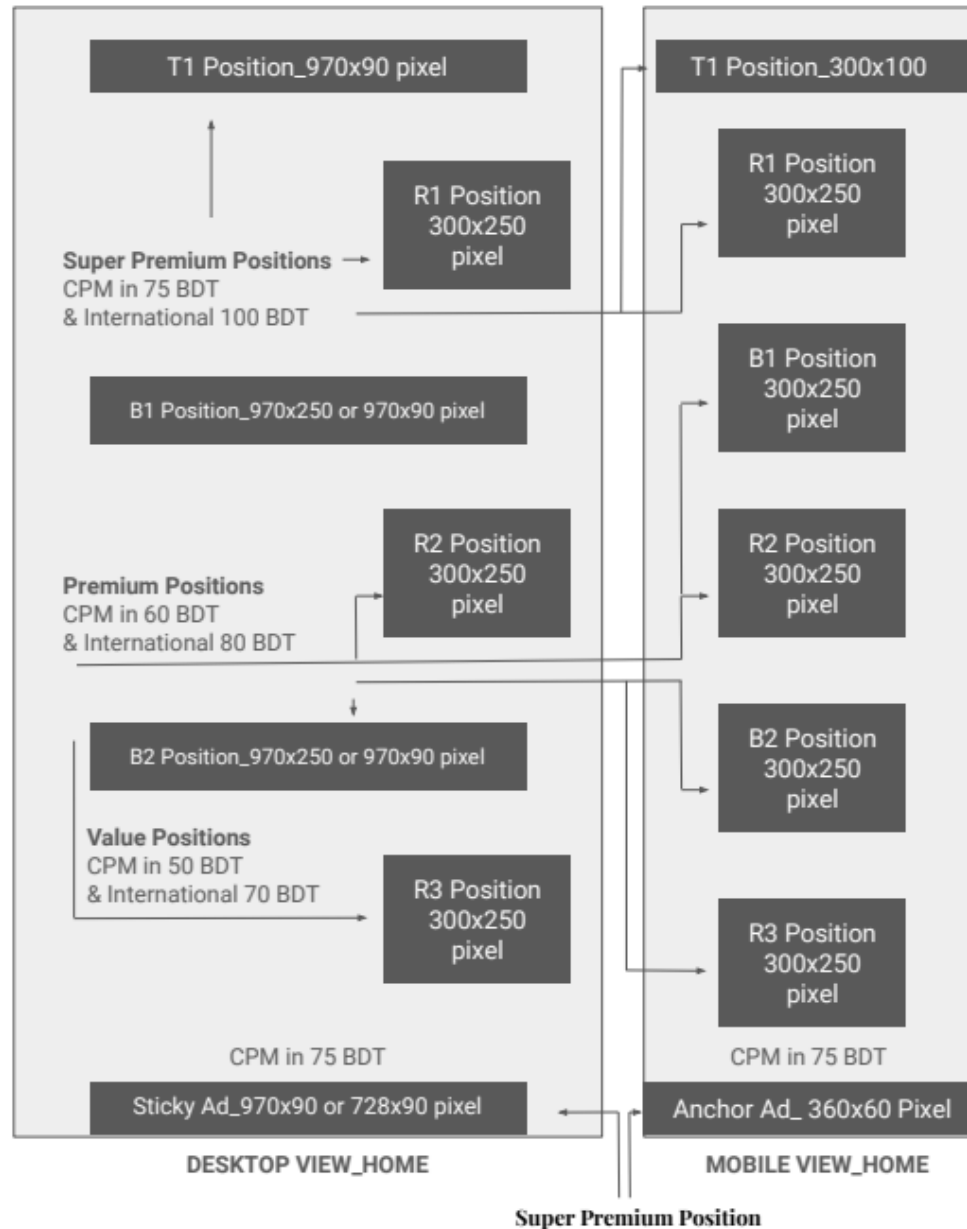 T1 Position_970x90 pixel
R1 Position
300x250
pixel
Super Premium Positions
CPM in 75 BDT
& International 100 BDT
B1 Position_970x250 or 970x90 pixel
R2 Position
300x250
pixel
Premium Positions
CPM in 60 BDT
& International 80 BDT
B2 Position_970x250 or 970x90 pixel
Value Positions
CPM in 50 BDT
& International 70 BDT
R3 Position
300x250
pixel
CPM in 75 BDT
Sticky Ad_970x90 or 728x90 pixel
DESKTOP VIEW_HOME
T1 Position_300x100
R1 Position
300x250
pixel
B1 Position
300x250
pixel
R2 Position
300x250
pixel
B2 Position
300x250
pixel
R3 Position
300x250
pixel
CPM in 75 BDT
Anchor Ad_ 360x60 Pixel
MOBILE VIEW_HOME
Super Premium Position